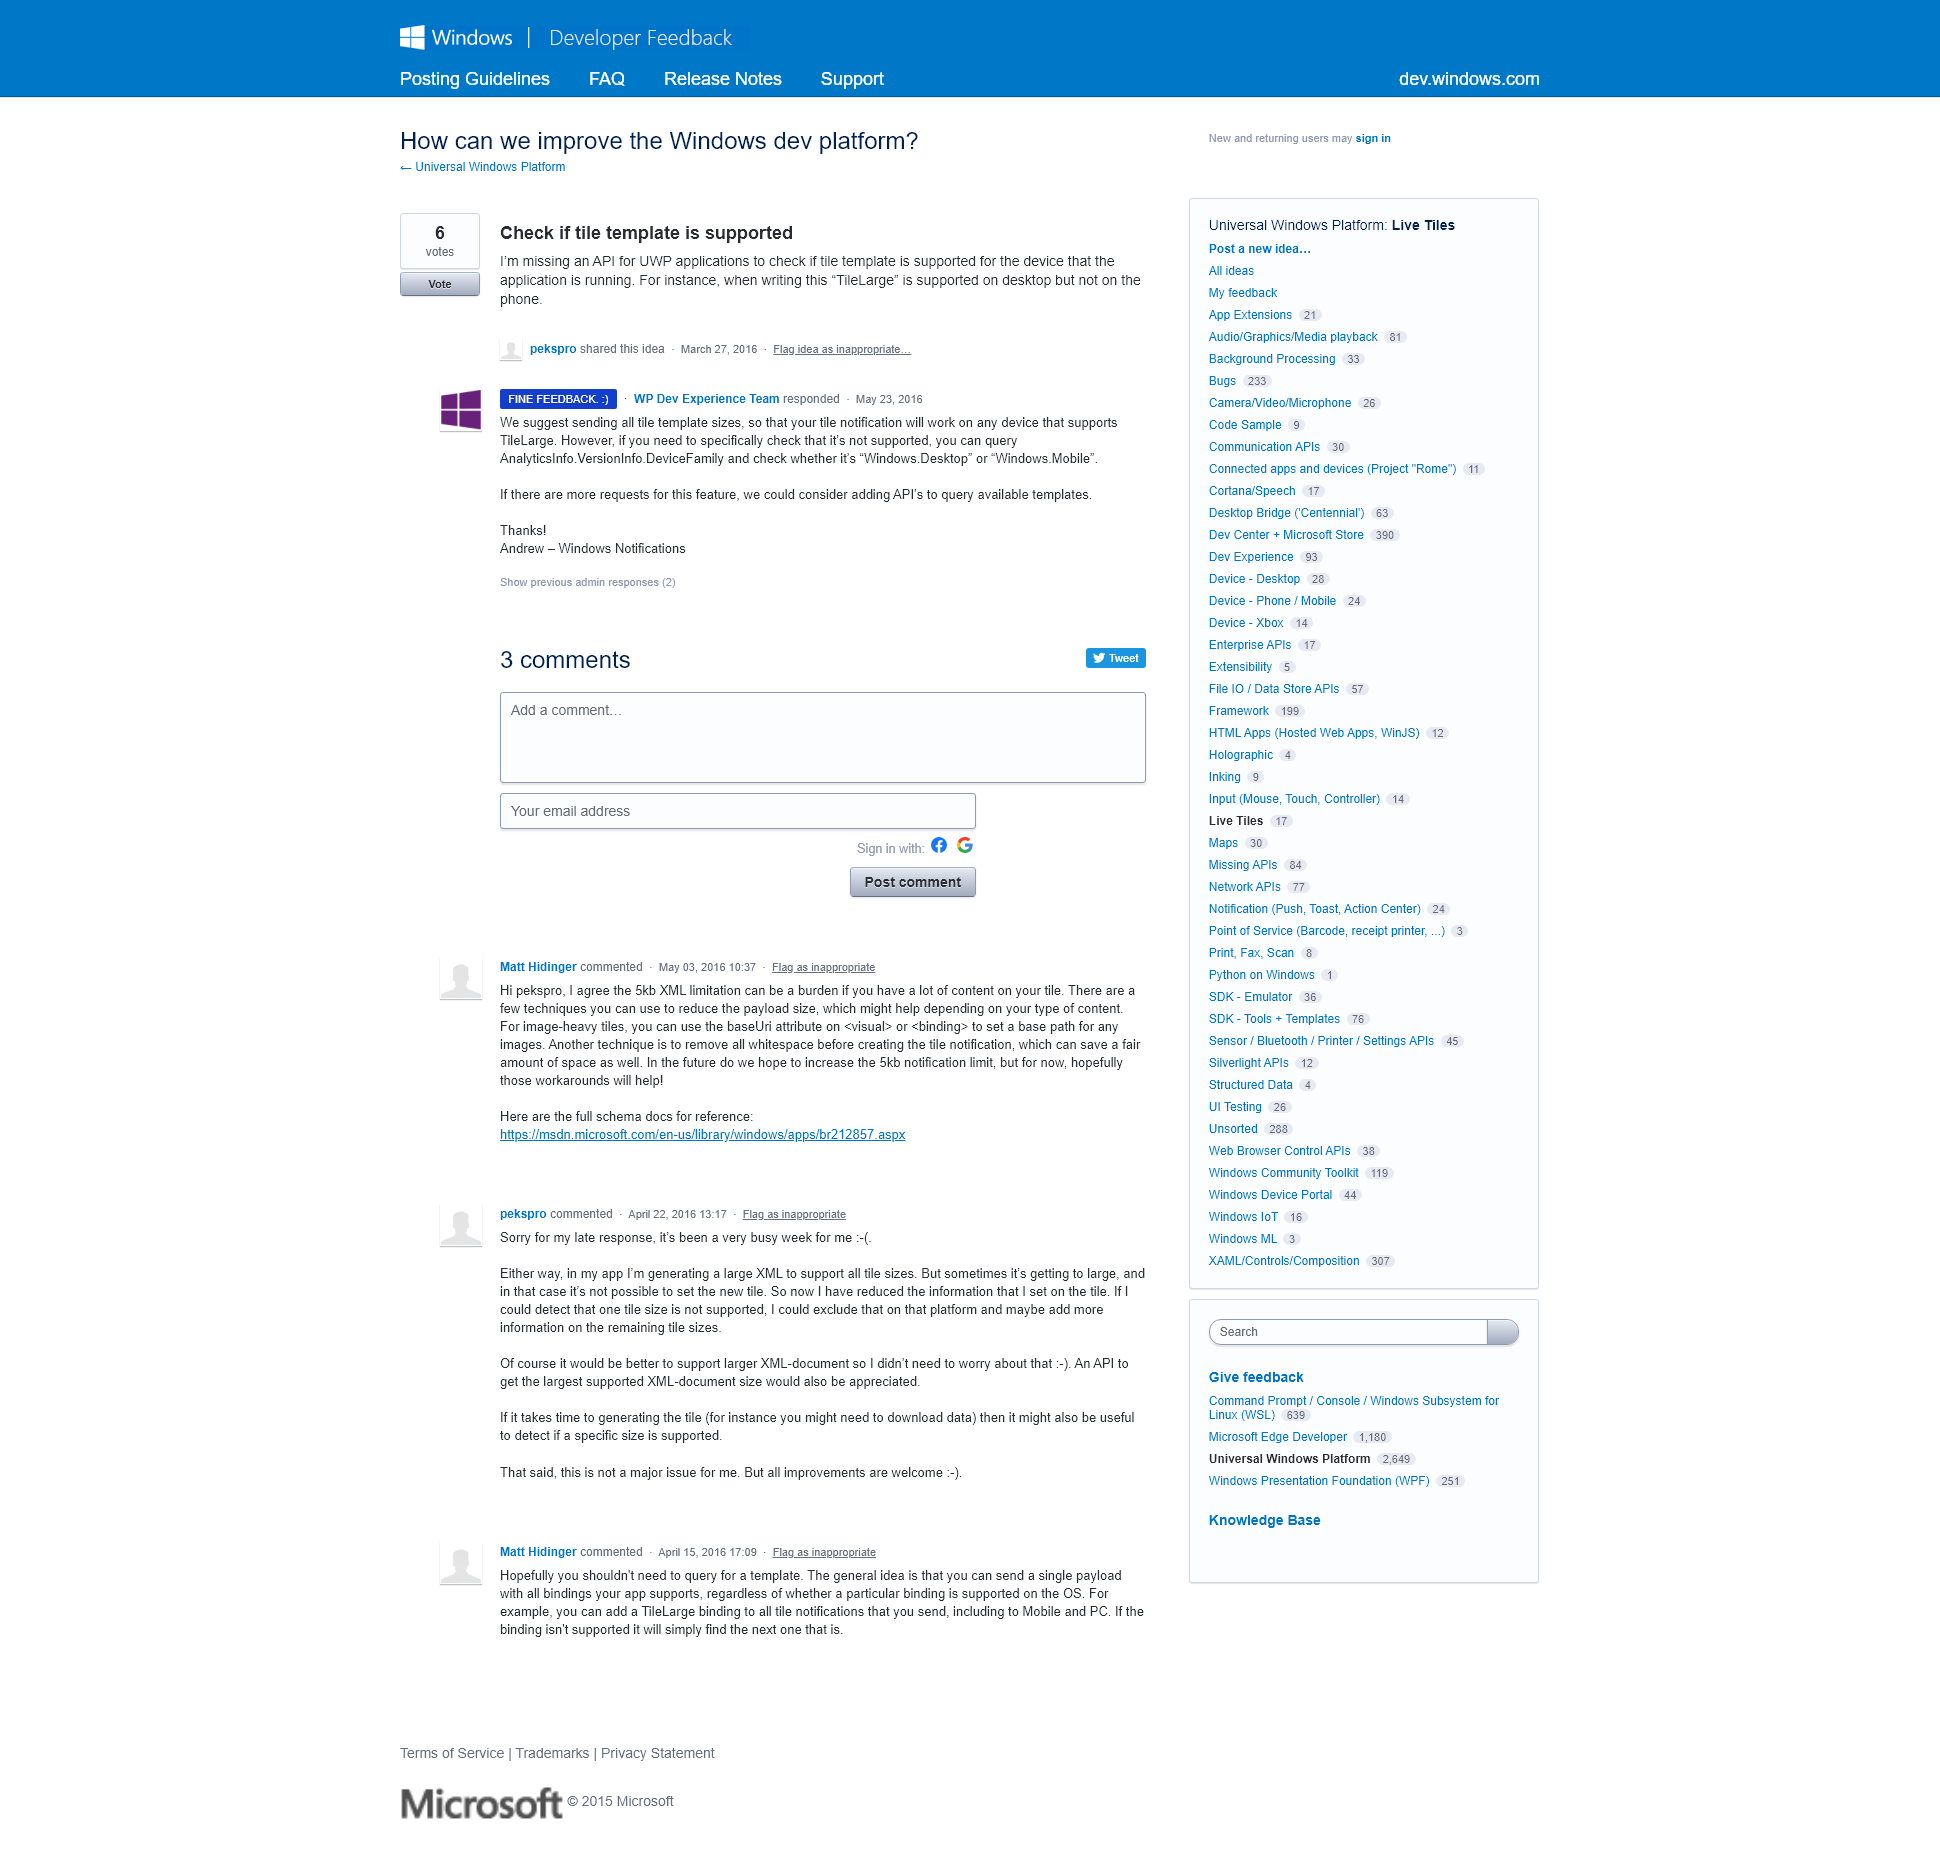 Windows | Developer Feedback
Posting Guidelines FAQ Release Notes Support dev.windows.com
How can we improve the Windows dev platform?
← Universal Windows Platform
New and returning users may sign in
6
votes
Vote
Check if tile template is supported
I'm missing an API for UWP applications to check if tile template is supported for the device that the
application is running. For instance, when writing this “TileLarge” is supported on desktop but not on the
phone.
pekspro shared this idea · March 27, 2016 · Flag idea as inappropriate…
FINE FEEDBACK. :) · WP Dev Experience Team responded · May 23, 2016
We suggest sending all tile template sizes, so that your tile notification will work on any device that supports
TileLarge. However, if you need to specifically check that it’s not supported, you can query
AnalyticsInfo.VersionInfo.DeviceFamily and check whether it’s “Windows.Desktop” or “Windows.Mobile”.
If there are more requests for this feature, we could consider adding API’s to query available templates.
Thanks!
Andrew – Windows Notifications
Show previous admin responses (2)
3 comments
Tweet
Add a comment…
Your email address
Sign in with:
Post comment
Matt Hidinger commented · May 03, 2016 10:37 · Flag as inappropriate
Hi pekspro, I agree the 5kb XML limitation can be a burden if you have a lot of content on your tile. There are a
few techniques you can use to reduce the payload size, which might help depending on your type of content.
For image-heavy tiles, you can use the baseUri attribute on <visual> or <binding> to set a base path for any
images. Another technique is to remove all whitespace before creating the tile notification, which can save a fair
amount of space as well. In the future do we hope to increase the 5kb notification limit, but for now, hopefully
those workarounds will help!
Here are the full schema docs for reference:
https://msdn.microsoft.com/en-us/library/windows/apps/br212857.aspx
pekspro commented · April 22, 2016 13:17 · Flag as inappropriate
Sorry for my late response, it’s been a very busy week for me :-(.
Either way, in my app I’m generating a large XML to support all tile sizes. But sometimes it’s getting to large, and
in that case it’s not possible to set the new tile. So now I have reduced the information that I set on the tile. If I
could detect that one tile size is not supported, I could exclude that on that platform and maybe add more
information on the remaining tile sizes.
Of course it would be better to support larger XML-document so I didn’t need to worry about that :-). An API to
get the largest supported XML-document size would also be appreciated.
If it takes time to generating the tile (for instance you might need to download data) then it might also be useful
to detect if a specific size is supported.
That said, this is not a major issue for me. But all improvements are welcome :-).
Matt Hidinger commented · April 15, 2016 17:09 · Flag as inappropriate
Hopefully you shouldn’t need to query for a template. The general idea is that you can send a single payload
with all bindings your app supports, regardless of whether a particular binding is supported on the OS. For
example, you can add a TileLarge binding to all tile notifications that you send, including to Mobile and PC. If the
binding isn’t supported it will simply find the next one that is.
Universal Windows Platform: Live Tiles
Post a new idea…
All ideas
My feedback
App Extensions 21
Audio/Graphics/Media playback 81
Background Processing 33
Bugs 233
Camera/Video/Microphone 26
Code Sample 9
Communication APIs 30
Connected apps and devices (Project "Rome") 11
Cortana/Speech 17
Desktop Bridge ('Centennial') 63
Dev Center + Microsoft Store 390
Dev Experience 93
Device - Desktop 28
Device - Phone / Mobile 24
Device - Xbox 14
Enterprise APIs 17
Extensibility 5
File IO / Data Store APIs 57
Framework 199
HTML Apps (Hosted Web Apps, WinJS) 12
Holographic 4
Inking 9
Input (Mouse, Touch, Controller) 14
Live Tiles 17
Maps 30
Missing APIs 84
Network APIs 77
Notification (Push, Toast, Action Center) 24
Point of Service (Barcode, receipt printer, ...) 3
Print, Fax, Scan 8
Python on Windows 1
SDK - Emulator 36
SDK - Tools + Templates 76
Sensor / Bluetooth / Printer / Settings APIs 45
Silverlight APIs 12
Structured Data 4
UI Testing 26
Unsorted 288
Web Browser Control APIs 38
Windows Community Toolkit 119
Windows Device Portal 44
Windows IoT 16
Windows ML 3
XAML/Controls/Composition 307
Search
Give feedback
Command Prompt / Console / Windows Subsystem for
Linux (WSL) 639
Microsoft Edge Developer 1,180
Universal Windows Platform 2,649
Windows Presentation Foundation (WPF) 251
Knowledge Base
Terms of Service | Trademarks | Privacy Statement
Microsoft © 2015 Microsoft